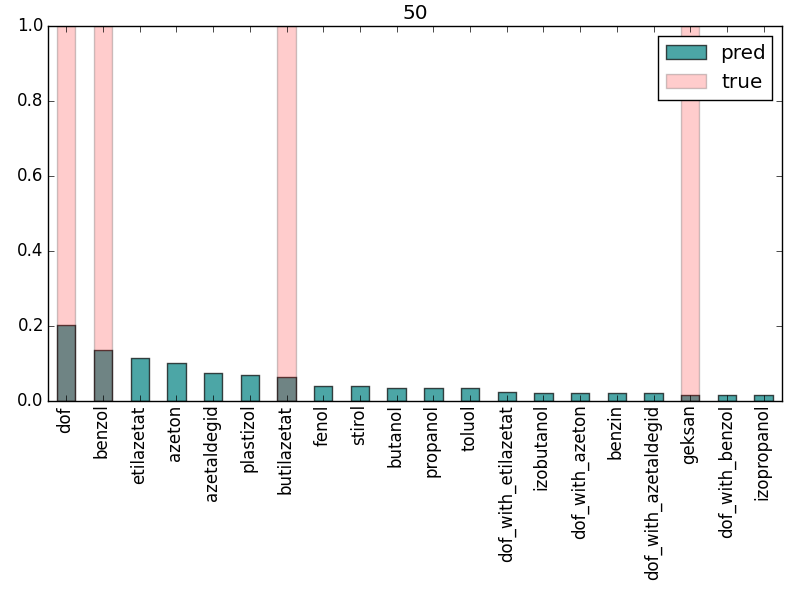 50
1.0
0.8
0.6
0.4
0.2
0.0
pred
true
dof
benzol
etilazetat
azeton
azetaldegid
plastizol
butilazetat
fenol
stirol
butanol
propanol
toluol
dof_with_etilazetat
izobutanol
dof_with_azeton
benzin
dof_with_azetaldegid
geksan
dof_with_benzol
izopropanol